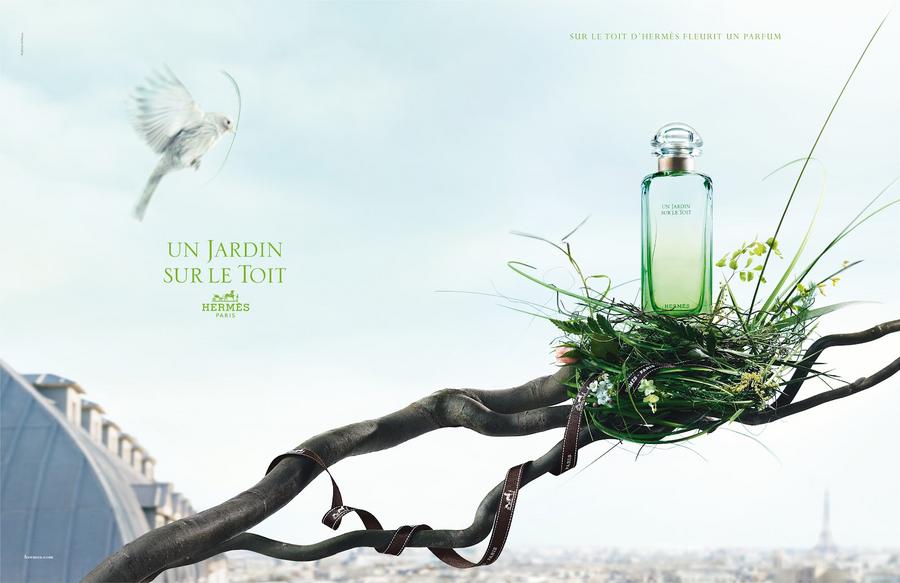 SUR LE TOIT D'HERMÈS FLEURIT UN PARFUM
UN JARDIN
SUR LE TOIT
HERMÈS
PARIS
UN JARDIN
SUR LE TOIT
HERMÈS
hermes.com